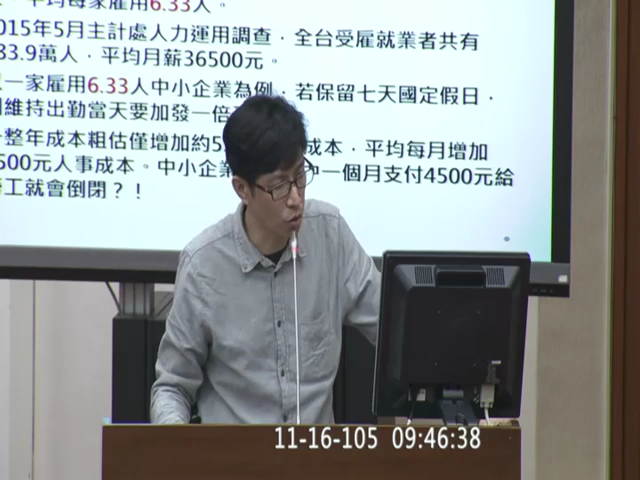 平均每家雇用6.33人。
015年5月主計處人力運用調查，全台受雇就業者共有
83.9萬人，平均月薪36500元。
一家雇用6.33人中小企業為例，若保留七天國定假日，
維持出勤當天要加發一倍
整年成本粗估僅增加約5 成本，平均每月增加
500元人事成本。中小企業 一個月支付4500元給
工就會倒閉？！
11-16-105 09:46:38